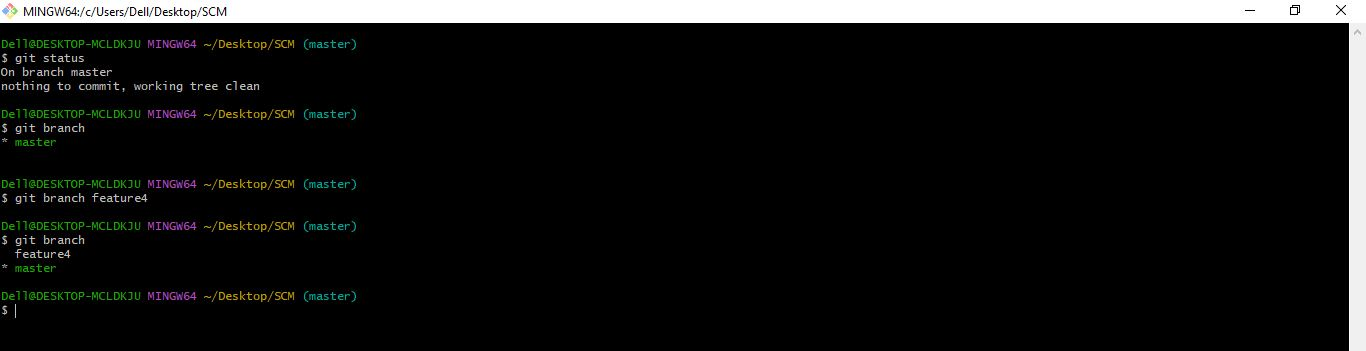 MINGW64:/c/Users/Dell/Desktop/SCM
Dell@DESKTOP-MCLDKJU MINGW64 ~/Desktop/SCM (master)
$ git status
On branch master
nothing to commit, working tree clean
Dell@DESKTOP-MCLDKJU MINGW64 ~/Desktop/SCM (master)
$ git branch
* master
Dell@DESKTOP-MCLDKJU MINGW64 ~/Desktop/SCM (master)
$ git branch feature4
Dell@DESKTOP-MCLDKJU MINGW64 ~/Desktop/SCM (master)
$ git branch
  feature4
* master
Dell@DESKTOP-MCLDKJU MINGW64 ~/Desktop/SCM (master)
$